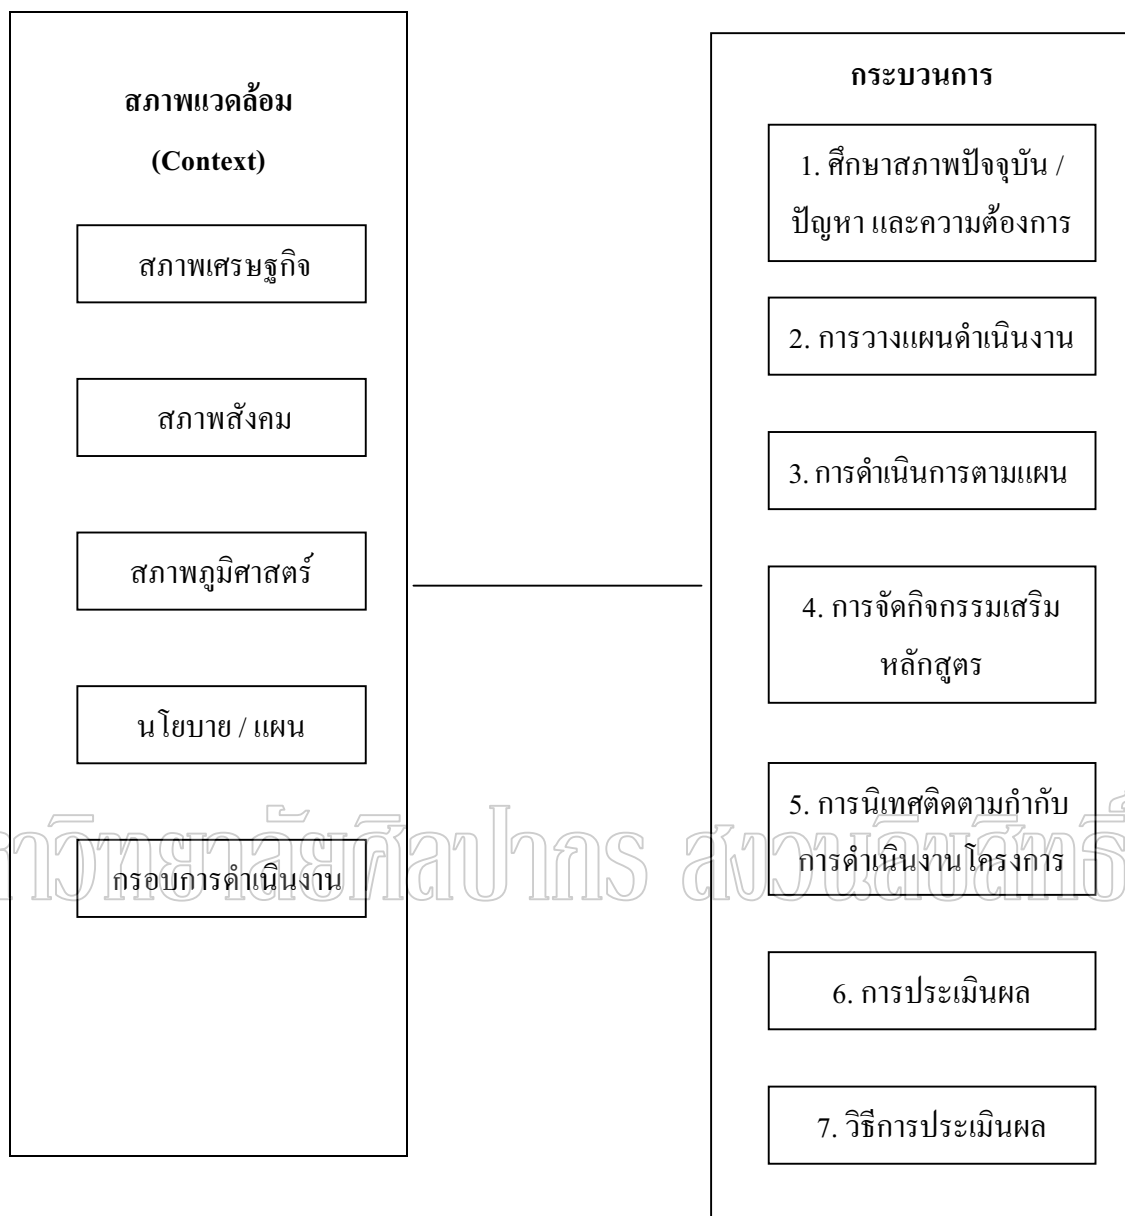 สภาพแวดล้อม
(Context)
สภาพเศรษฐกิจ
สภาพสังคม
สภาพภูมิศาสตร์
นโยบาย / แผน
กรอบการดำเนินงาน
กระบวนการ
1. ศึกษาสภาพปัจจุบัน /
ปัญหา และความต้องการ
2. การวางแผนดำเนินงาน
3. การดำเนินการตามแผน
4. การจัดกิจกรรมเสริม
หลักสูตร
5. การนิเทศติดตามกำกับ
การดำเนินงานโครงการ
6. การประเมินผล
7. วิธีการประเมินผล
าวิทยาลัยศิลปากร สงวนลิขสิทธิ์